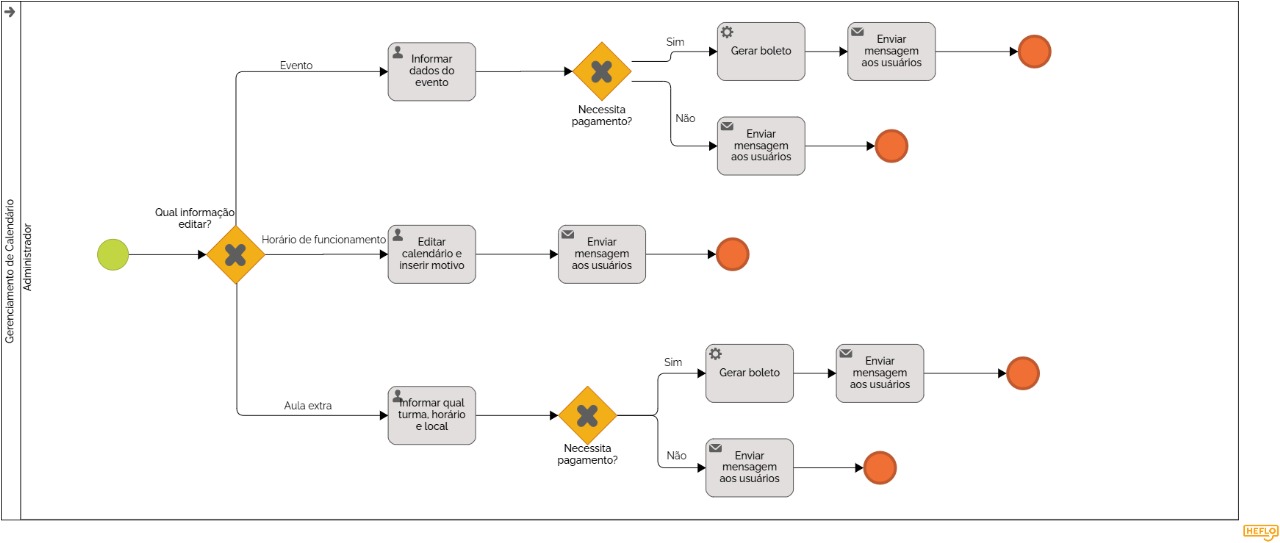 Gerenciamento de Calendário
Administrador
Qual informação
editar?
Evento
Informar
dados do
evento
Necessita
pagamento?
Sim
Gerar boleto
Enviar
mensagem
aos usuários
Não
Enviar
mensagem
aos usuários
Horário de funcionamento
Editar
calendário e
inserir motivo
Enviar
mensagem
aos usuários
Aula extra
Informar qual
turma, horário
e local
Necessita
pagamento?
Sim
Gerar boleto
Enviar
mensagem
aos usuários
Não
Enviar
mensagem
aos usuários
HEFLO